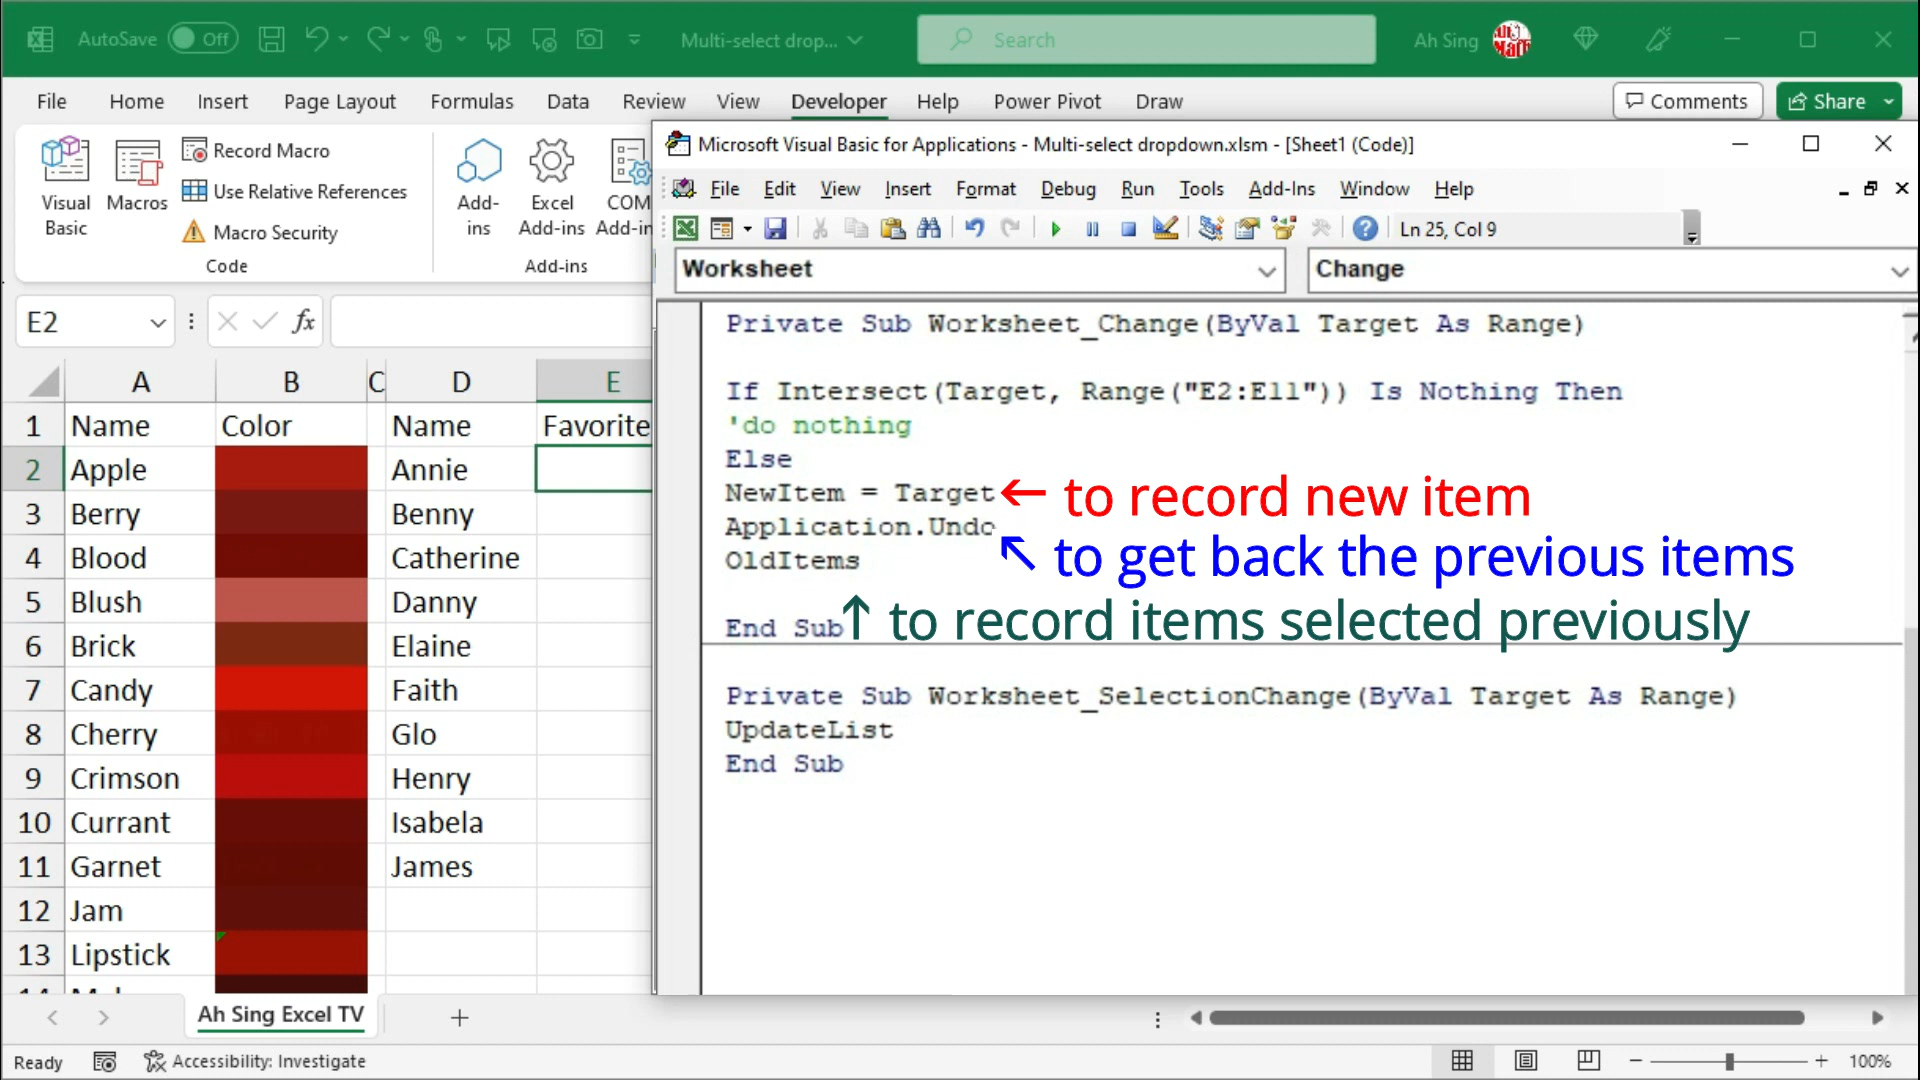 AutoSave Off Multi-select drop... Search Ah Sing
File Home Insert Page Layout Formulas Data Review View Developer Help Power Pivot Draw Comments Share
Visual Basic
Macros
Record Macro
Use Relative References
Macro Security
Code
Add-ins
Excel Add-ins
COM
Add-in
Add-ins
Microsoft Visual Basic for Applications - Multi-select dropdown.xlsm - [Sheet1 (Code)]
File Edit View Insert Format Debug Run Tools Add-Ins Window Help
Ln 25, Col 9
Worksheet Change
E2 fx
A B C D E
1 Name Color Name Favorite
2 Apple Annie
3 Berry Benny
4 Blood Catherine
5 Blush Danny
6 Brick Elaine
7 Candy Faith
8 Cherry Glo
9 Crimson Henry
10 Currant Isabela
11 Garnet James
12 Jam
13 Lipstick
Private Sub Worksheet_Change(ByVal Target As Range)
If Intersect(Target, Range("E2:E11")) Is Nothing Then
'do nothing
Else
NewItem = Target ← to record new item
Application.Undo
↖ to get back the previous items
OldItems
↑ to record items selected previously
End Sub
Private Sub Worksheet_SelectionChange(ByVal Target As Range)
UpdateList
End Sub
Ah Sing Excel TV
Ready Accessibility: Investigate 100%